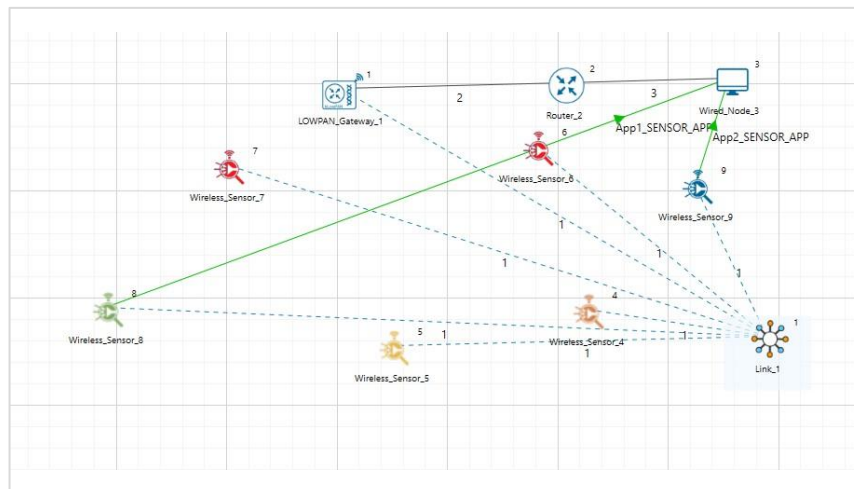 3
2
1
2
3
LOWPAN_Gateway_1
Router_2
Wired_Node_3
6
App1_SENSOR_APP
App2_SENSOR_APP
7
9
Wireless_Sensor_7
Wireless_Sensor_6
Wireless_Sensor_9
1
1
1
1
8
4
1
5
1
1
1
Wireless_Sensor_8
Wireless_Sensor_4
Wireless_Sensor_5
Link_1